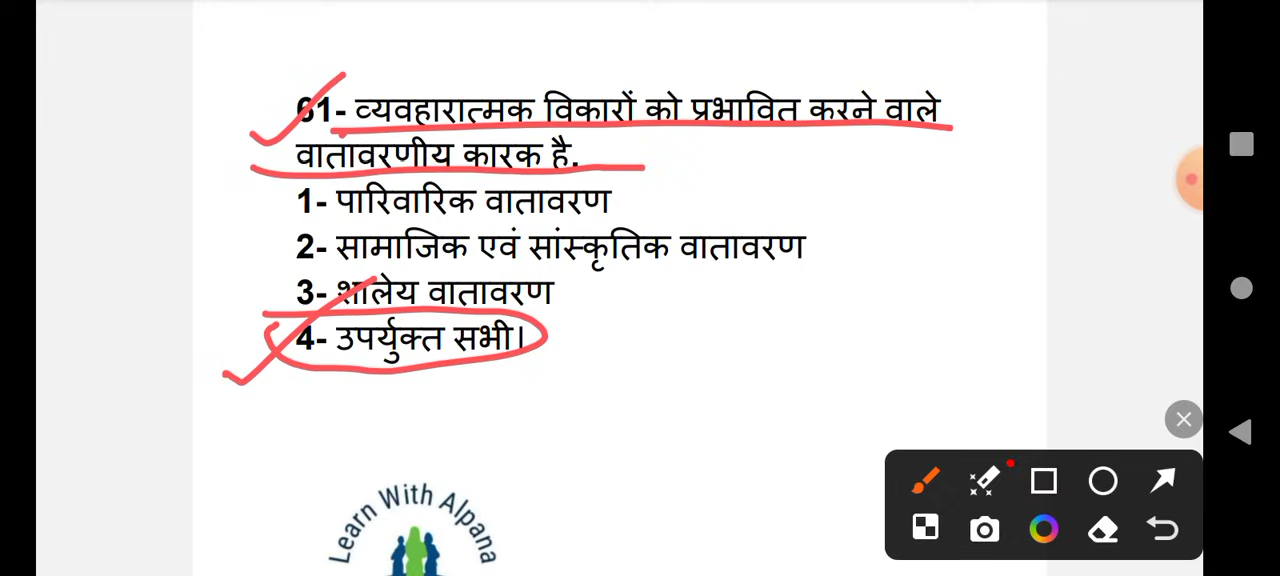 61- व्यवहारात्मक विकारों को प्रभावित करने वाले
वातावरणीय कारक है.
1- पारिवारिक वातावरण
2- सामाजिक एवं सांस्कृतिक वातावरण
3- शालेय वातावरण
4- उपर्युक्त सभी।
Learn With Alpana